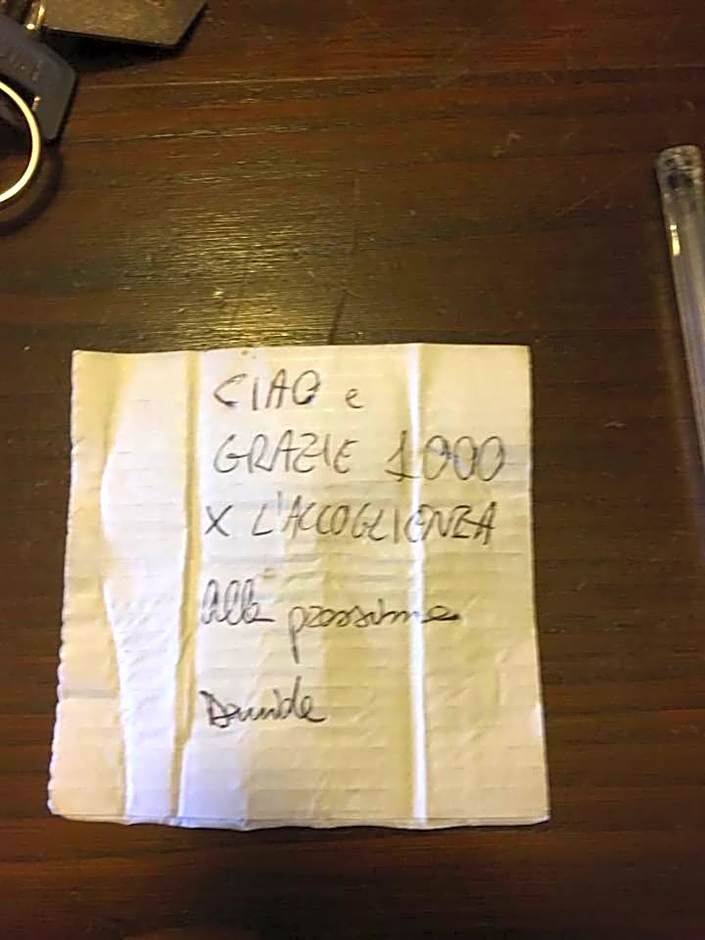 CIAO e
GRAZIE 1000
X L'ACCOGLIENZA
Alla prossima
Davide